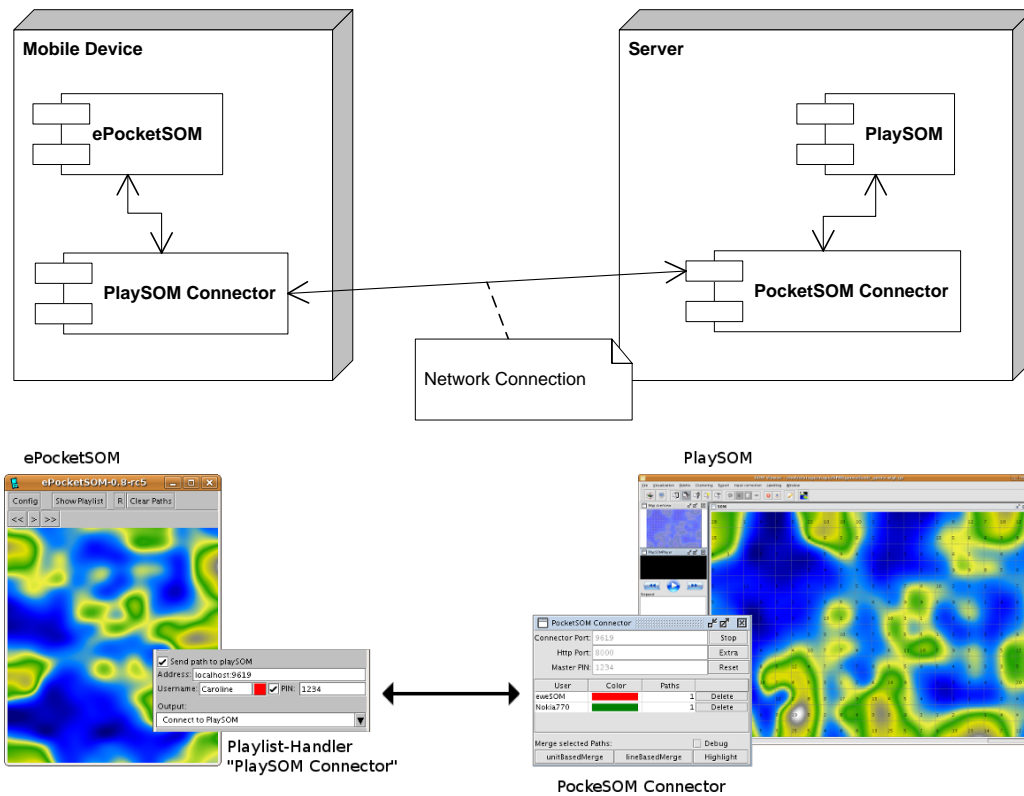 Mobile Device
Server
ePocketSOM
PlaySOM
PlaySOM Connector
PocketSOM Connector
Network Connection
ePocketSOM
PlaySOM
ePocketSOM-0.8-rc5
Config Show Playlist R Clear Paths
<< > >>
Send path to playSOM
Address: localhost:9619
Username: Caroline PIN: 1234
Output:
Connect to PlaySOM
Playlist-Handler
"PlaySOM Connector"
SOM
PocketSOM Connector
Connector Port: 9619 Stop
Http Port: 8000 Extra
Master PIN: 1234 Reset
User Color Paths
eweSOM 1 Delete
Nokia770 1 Delete
Merge selected Paths: Debug
unitBasedMerge lineBasedMerge Highlight
PockeSOM Connector